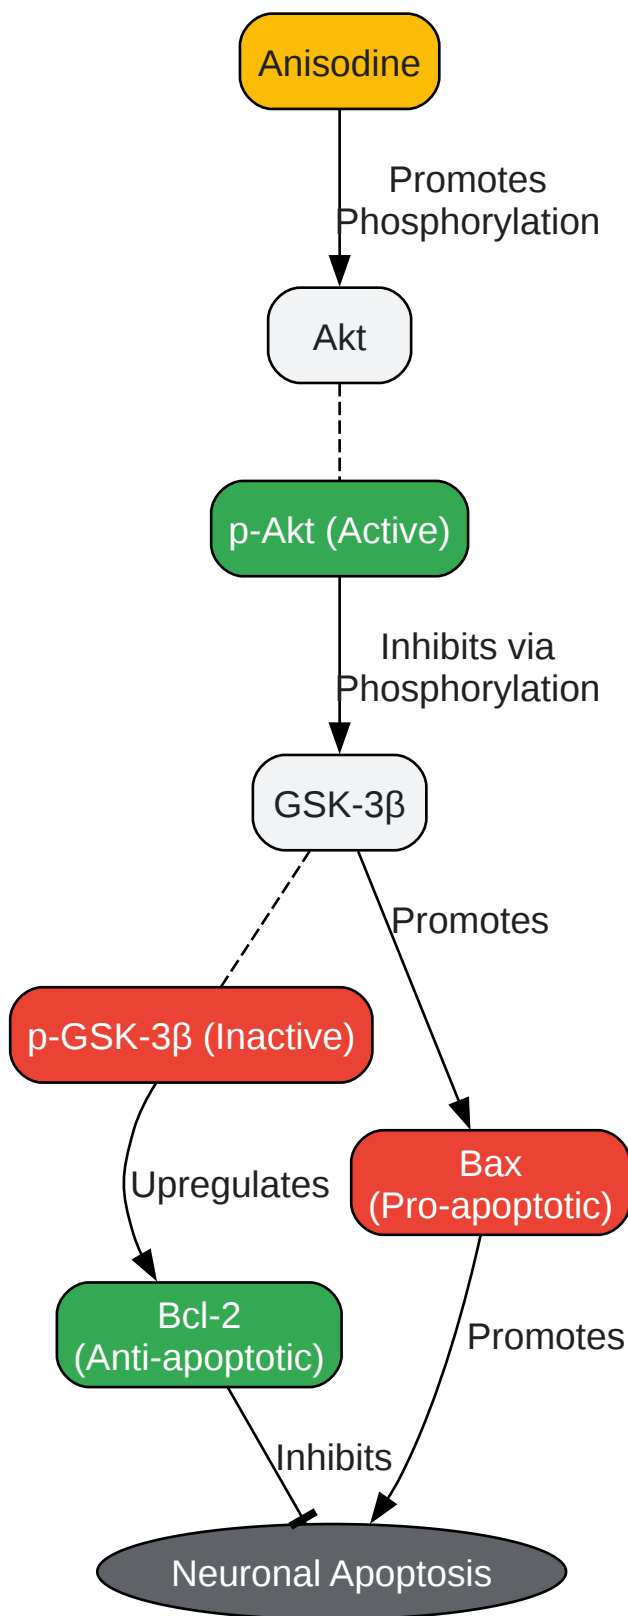 Anisodine
Promotes
Phosphorylation
Akt
p-Akt (Active)
Inhibits via
Phosphorylation
GSK-3β
Promotes
p-GSK-3β (Inactive)
Bax
(Pro-apoptotic)
Upregulates
Bcl-2
(Anti-apoptotic)
Promotes
Inhibits
Neuronal Apoptosis